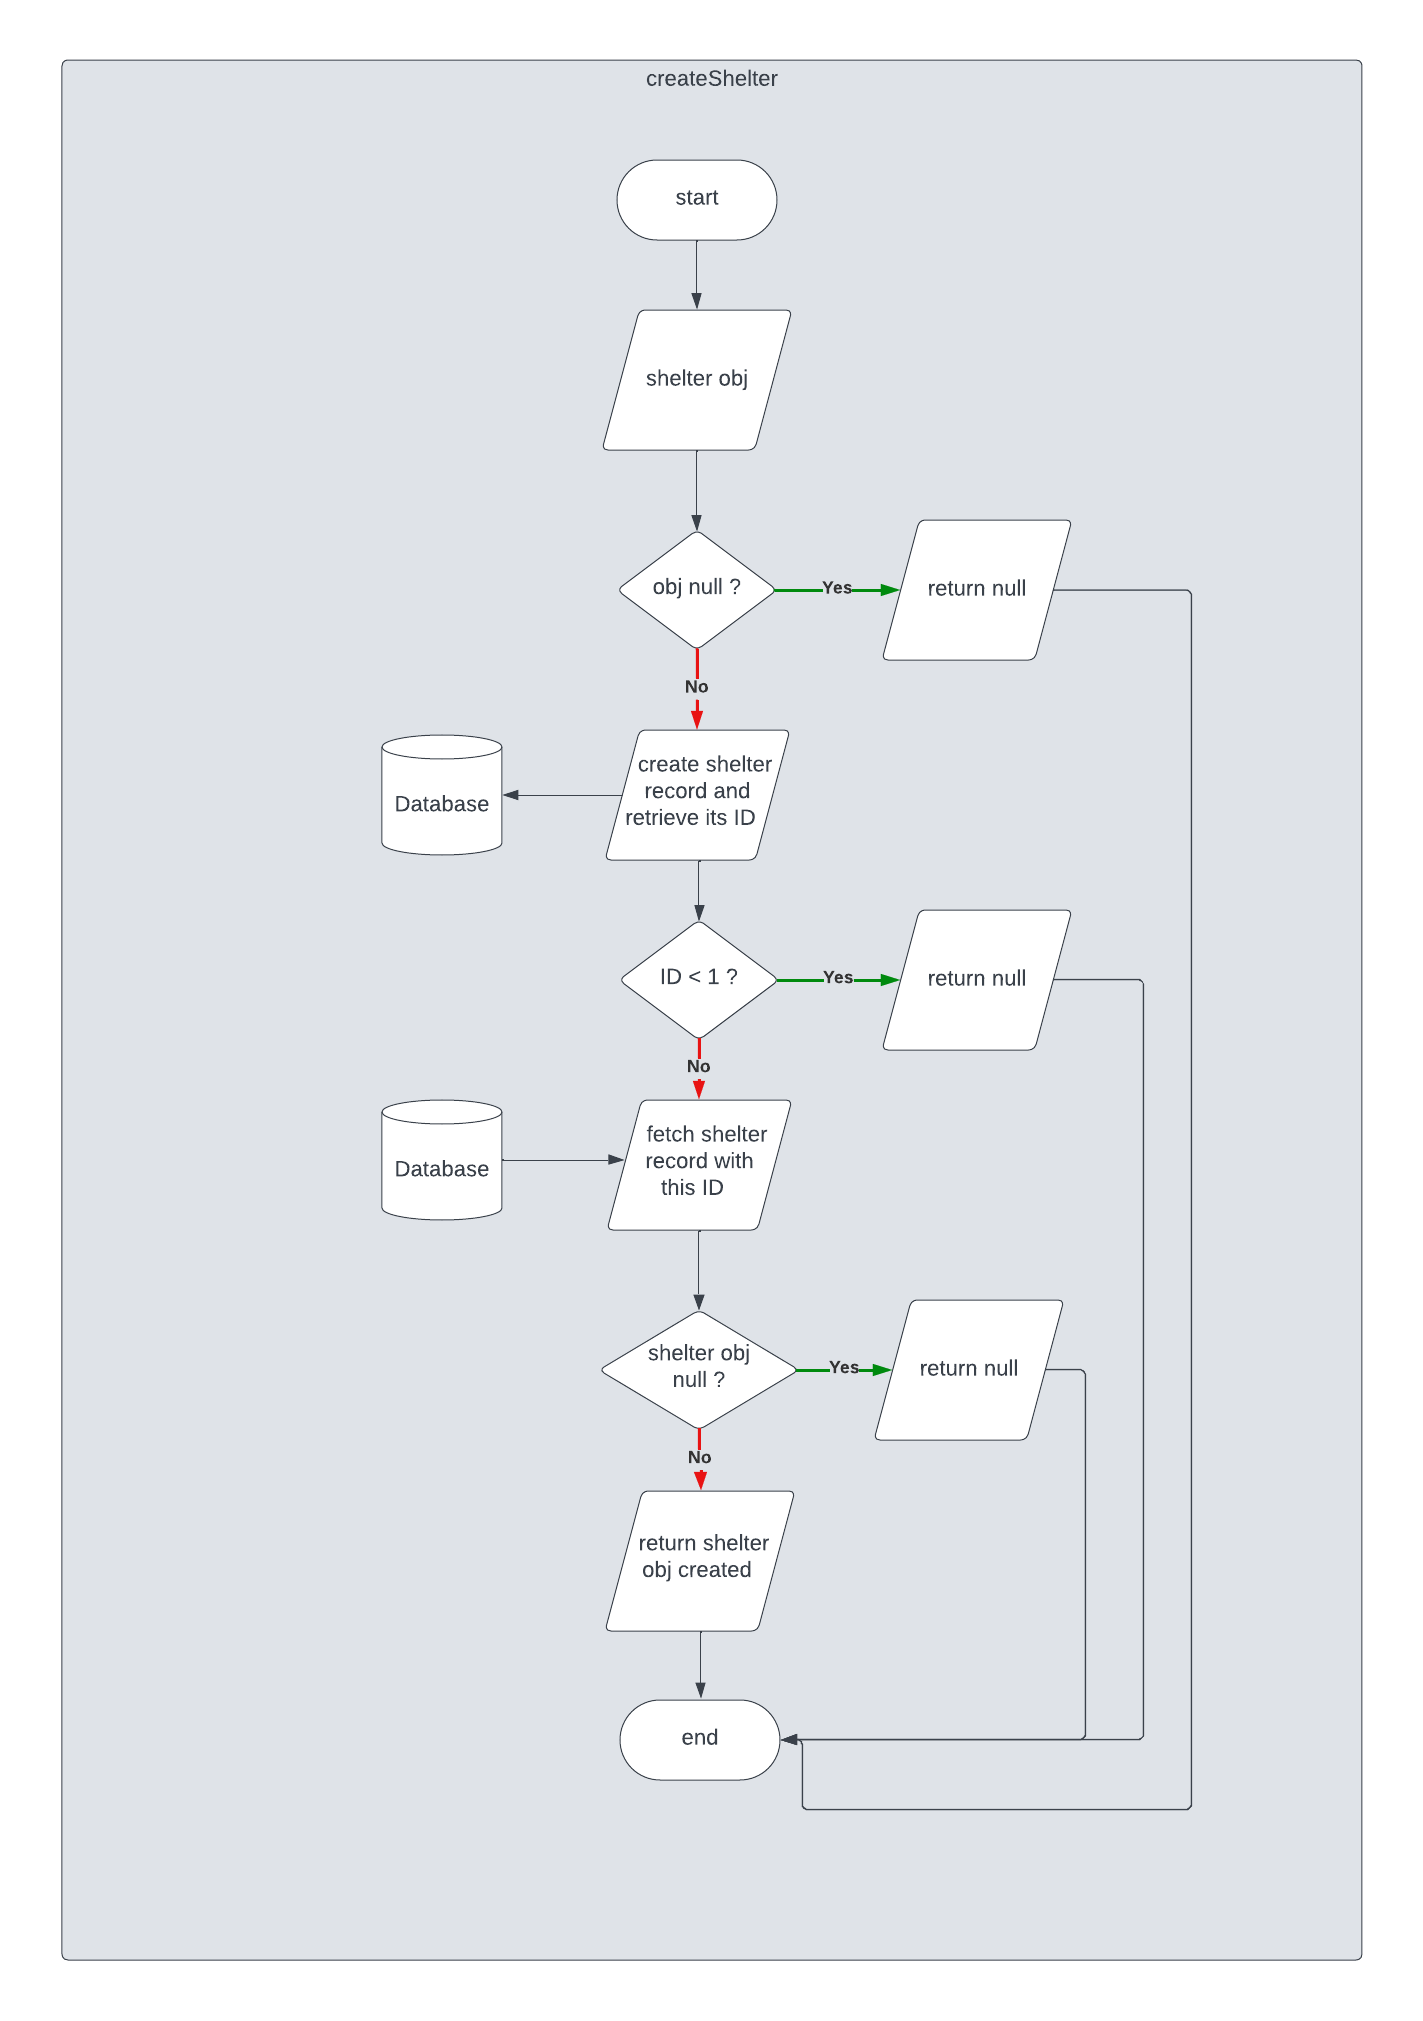 createShelter
start
shelter obj
obj null ?
Yes
return null
No
create shelter
record and
retrieve its ID
Database
ID < 1 ?
Yes
return null
No
fetch shelter
record with
this ID
Database
shelter obj
null ?
Yes
return null
No
return shelter
obj created
end